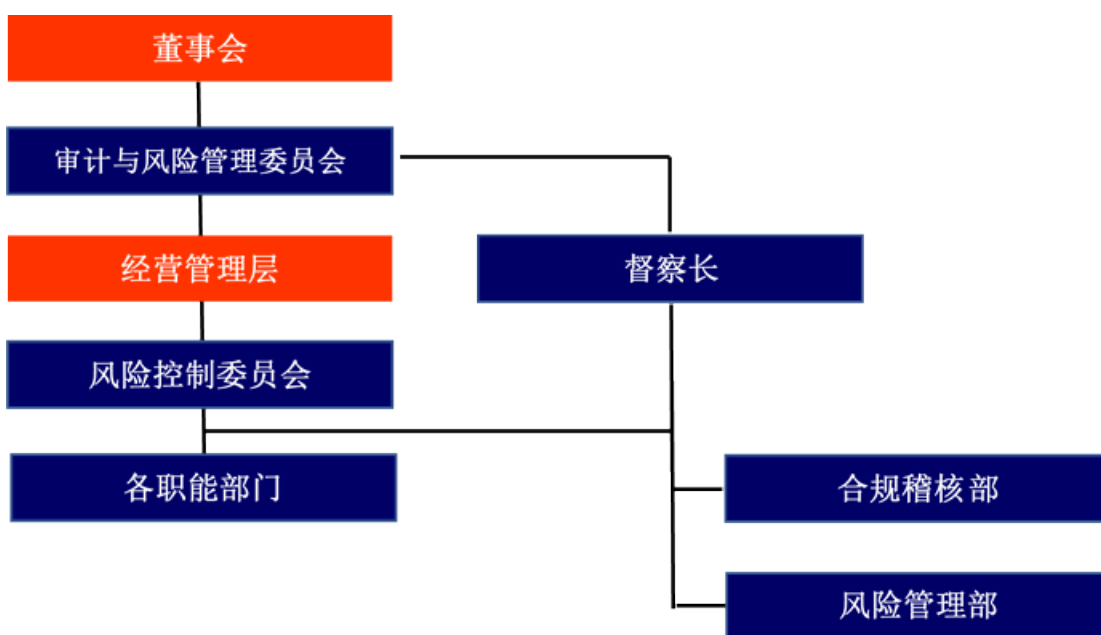 董事会
审计与风险管理委员会
经营管理层
督察长
风险控制委员会
各职能部门
合规稽核部
风险管理部